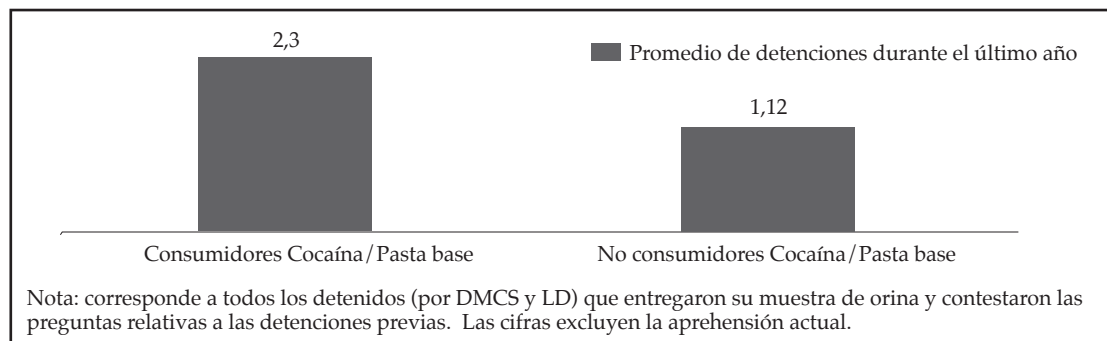 2,3
Promedio de detenciones durante el último año
1,12
Consumidores Cocaína/Pasta base
No consumidores Cocaína/Pasta base
Nota: corresponde a todos los detenidos (por DMCS y LD) que entregaron su muestra de orina y contestaron las
preguntas relativas a las detenciones previas. Las cifras excluyen la aprehensión actual.